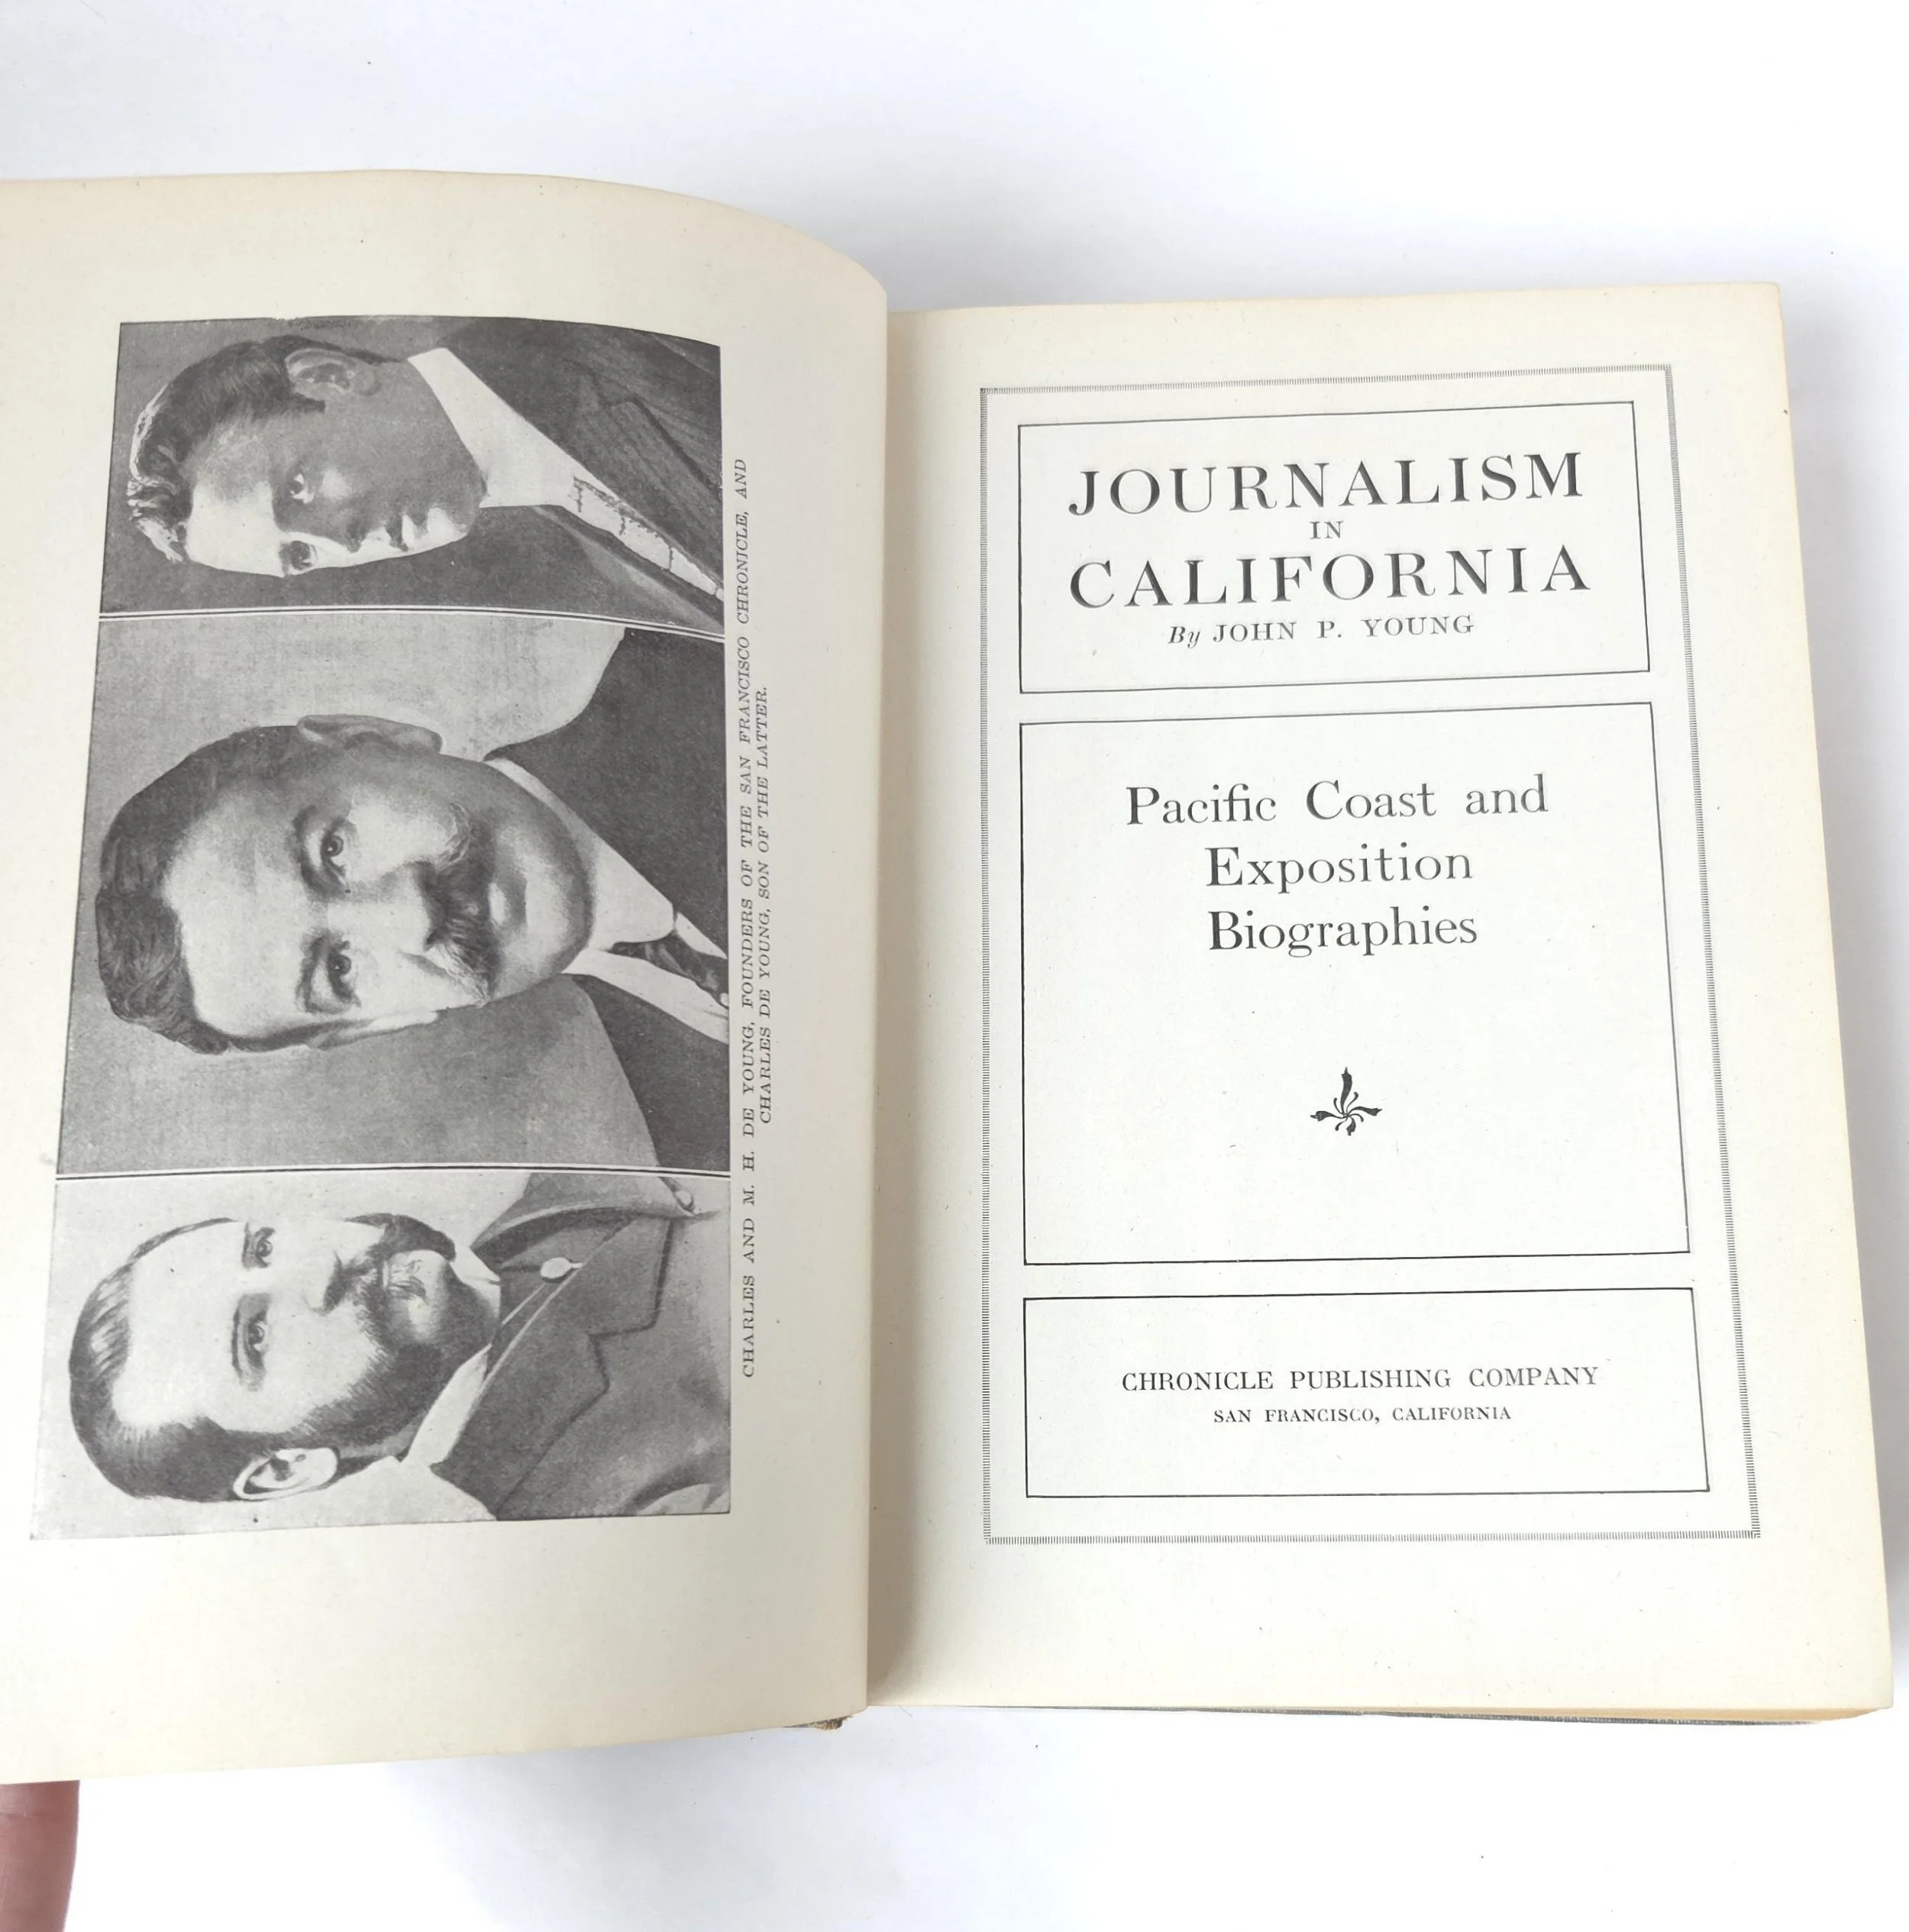 CHARLES AND M. H. DE YOUNG, FOUNDERS OF THE SAN FRANCISCO CHRONICLE, AND
CHARLES DE YOUNG, SON OF THE LATTER.
JOURNALISM
IN
CALIFORNIA
By JOHN P. YOUNG
Pacific Coast and
Exposition
Biographies
CHRONICLE PUBLISHING COMPANY
SAN FRANCISCO, CALIFORNIA